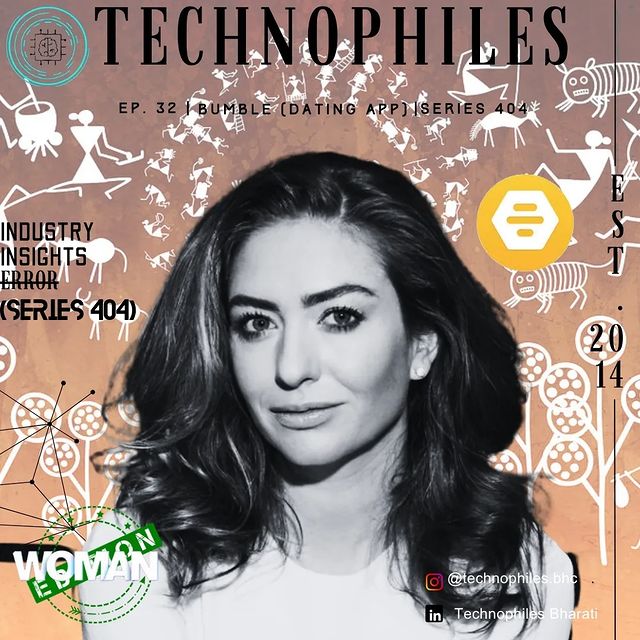 TECHNOPHILES
EP. 32 | BUMBLE (DATING APP)|SERIES 404
INDUSTRY
INSIGHTS
ERROR
(SERIES 404)
EST.
20
14
WOMAN
EDITION
@technophiles.bhc
Technophiles Bharati